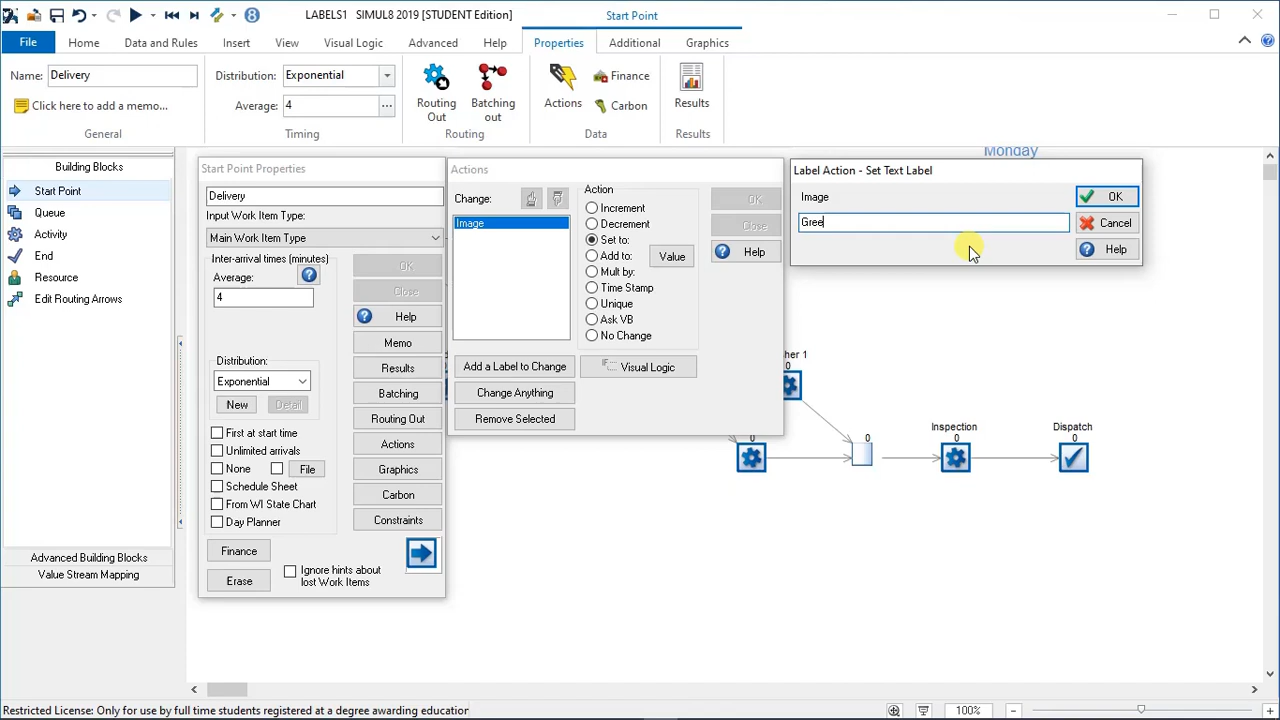 LABELS1    SIMUL8 2019 [STUDENT Edition]
Start Point
File
Home
Data and Rules
Insert
View
Visual Logic
Advanced
Help
Properties
Additional
Graphics
Name: Delivery
Click here to add a memo...
General
Distribution: Exponential
Average: 4
Timing
Routing
Out
Batching
out
Routing
Actions
Finance
Carbon
Data
Results
Results
Building Blocks
Start Point
Queue
Activity
End
Resource
Edit Routing Arrows
Advanced Building Blocks
Value Stream Mapping
Start Point Properties
Delivery
Input Work Item Type:
Main Work Item Type
Inter-arrival times (minutes)
Average:
4
Distribution:
Exponential
New
Detail
First at start time
Unlimited arrivals
None
File
Schedule Sheet
From WI State Chart
Day Planner
Finance
Erase
Ignore hints about
lost Work Items
OK
Close
Help
Memo
Results
Batching
Routing Out
Actions
Graphics
Carbon
Constraints
Actions
Change:
Image
Add a Label to Change
Change Anything
Remove Selected
Action
Increment
Decrement
Set to:
Add to:
Mult by:
Time Stamp
Unique
Ask VB
No Change
Value
Visual Logic
OK
Close
Help
Monday
Label Action - Set Text Label
Image
Gree
OK
Cancel
Help
her 1
0
0
0
Inspection
0
Dispatch
0
Restricted License: Only for use by full time students registered at a degree awarding education
100%